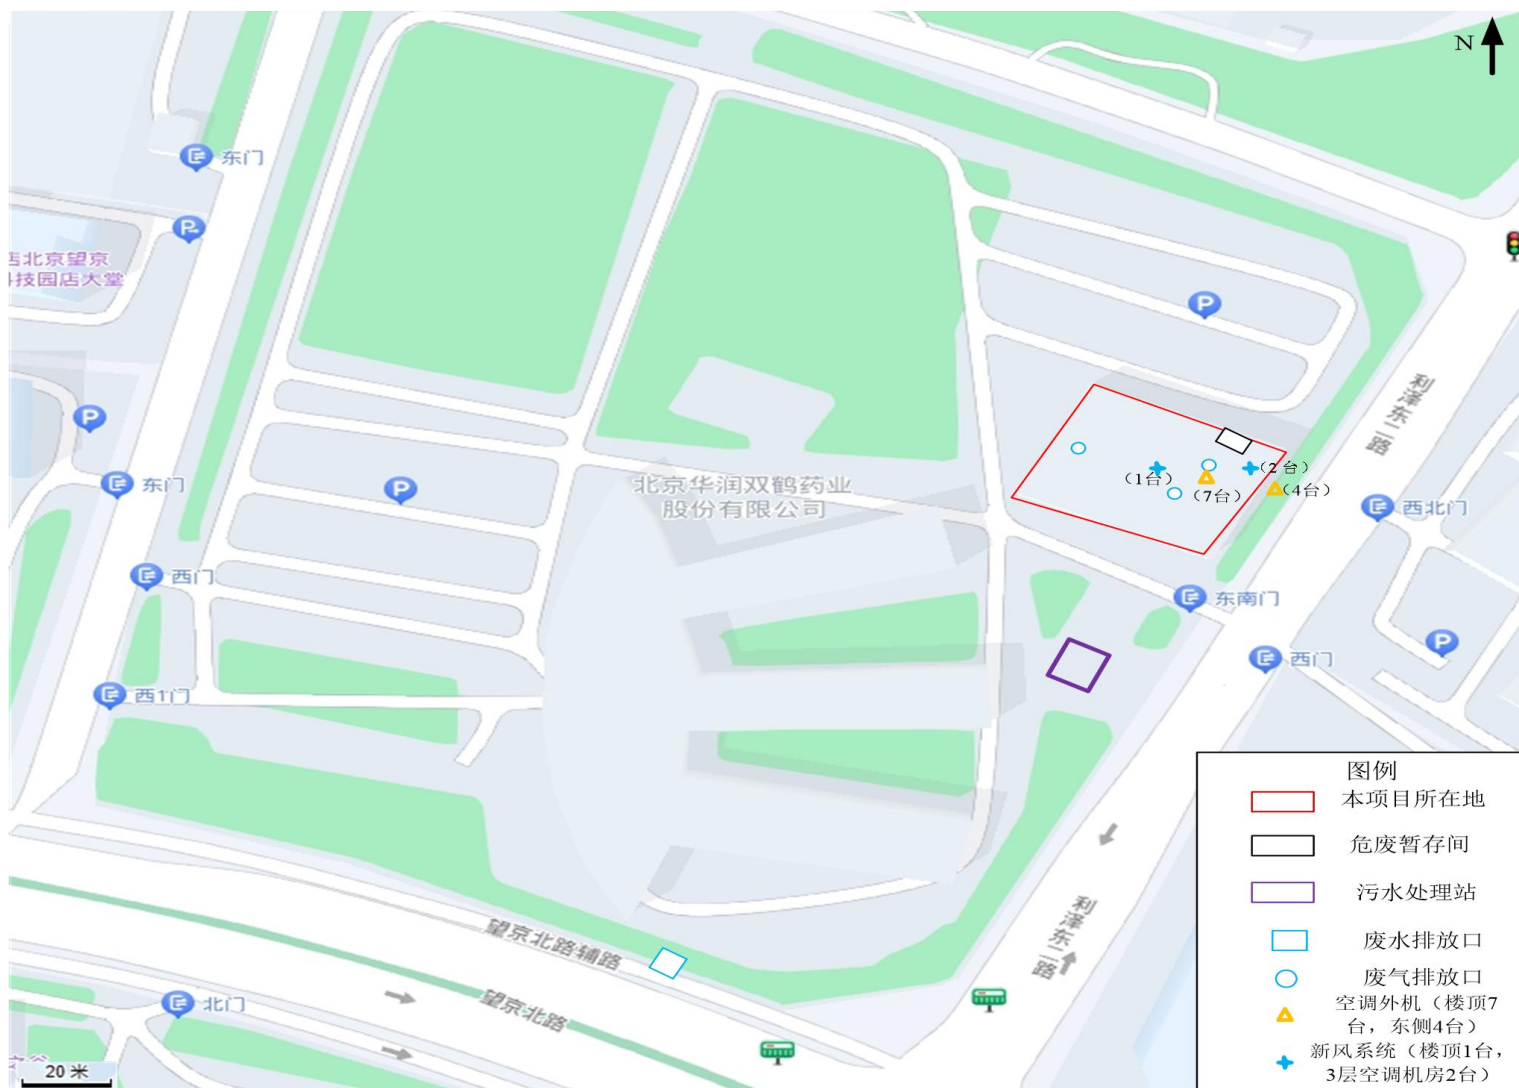 N
东门
P
店北京望京
科技园店大堂
P
利泽东二路
P
东门
P
北京华润双鹤药业
股份有限公司
(1台)
(2台)
(7台)
(4台)
西北门
西门
东南门
P
西门
西1门
望京北路辅路
望京北路
利泽东二路
北门
20 米
图例
本项目所在地
危废暂存间
污水处理站
废水排放口
废气排放口
空调外机（楼顶7
台，东侧4台）
新风系统（楼顶1台，
3层空调机房2台）